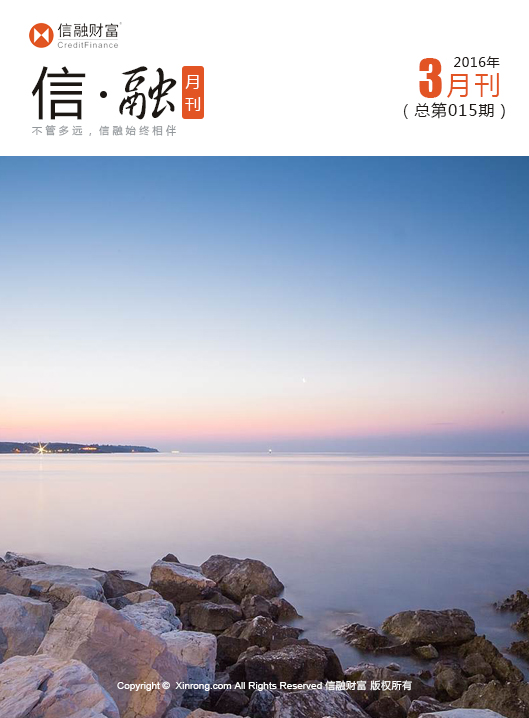 信融财富
CreditFinance
信·融 月刊
不管多远，信融始终相伴
2016年
3月刊
（总第015期）
Copyright © Xinrong.com All Rights Reserved 信融财富 版权所有